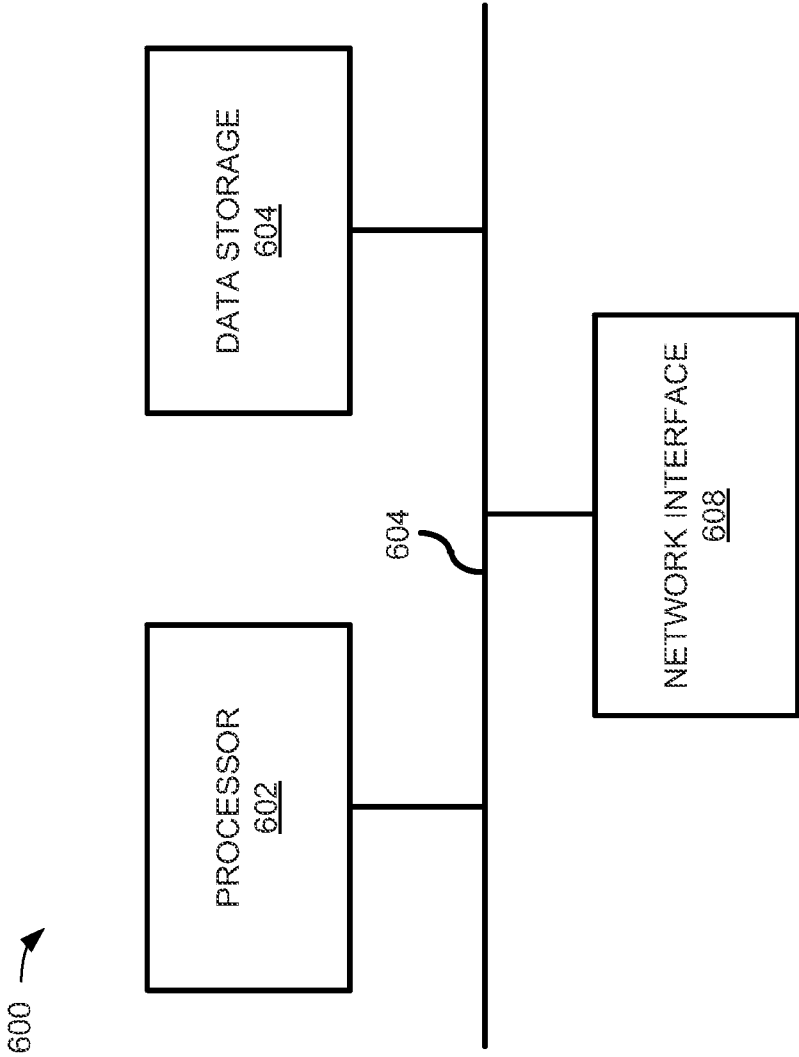 600
PROCESSOR
602
DATA STORAGE
604
604
NETWORK INTERFACE
608